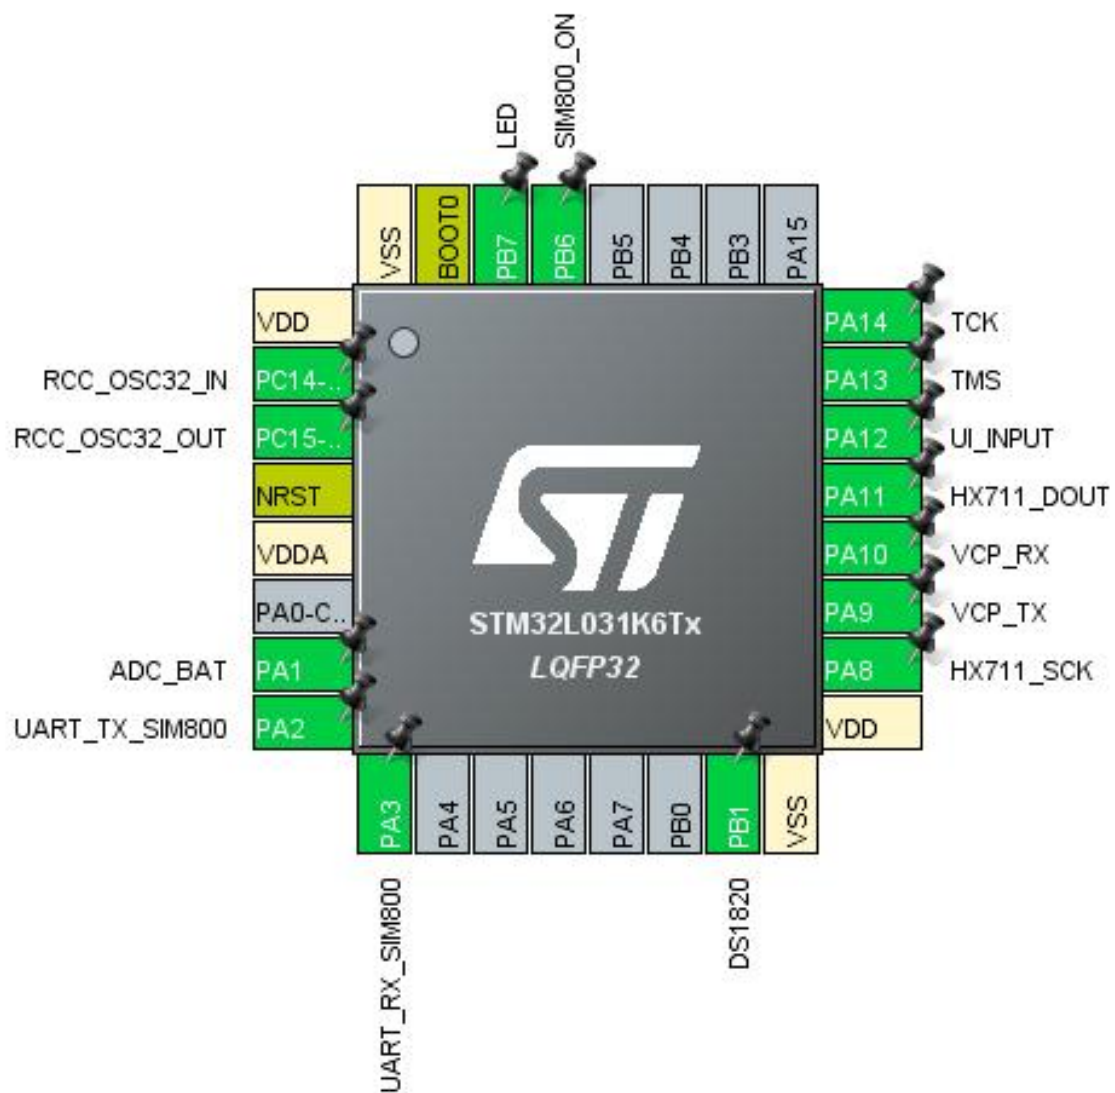 SIM800_ON
LED
VSS
BOOT0
PB7
PB6
PB5
PB4
PB3
PA15
VDD
PA14
TCK
RCC_OSC32_IN
PC14-..
PA13
TMS
RCC_OSC32_OUT
PC15-..
PA12
UI_INPUT
NRST
PA11
HX711_DOUT
VDDA
PA10
VCP_RX
PA0-C..
PA9
VCP_TX
ST
STM32L031K6Tx
LQFP32
ADC_BAT
PA1
PA8
HX711_SCK
UART_TX_SIM800
PA2
VDD
PA3
PA4
PA5
PA6
PA7
PB0
PB1
VSS
UART_RX_SIM800
DS1820